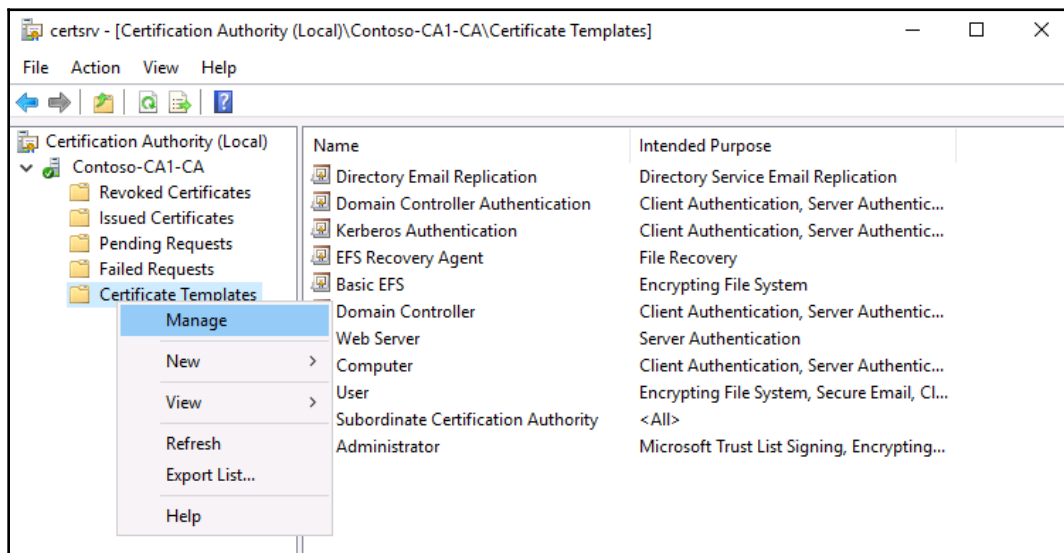 certsrv - [Certification Authority (Local)\Contoso-CA1-CA\Certificate Templates]
File Action View Help
Certification Authority (Local)
Contoso-CA1-CA
Revoked Certificates
Issued Certificates
Pending Requests
Failed Requests
Certificate Templates
Manage
New
View
Refresh
Export List...
Help
Name Intended Purpose
Directory Email Replication Directory Service Email Replication
Domain Controller Authentication Client Authentication, Server Authentic...
Kerberos Authentication Client Authentication, Server Authentic...
EFS Recovery Agent File Recovery
Basic EFS Encrypting File System
Domain Controller Client Authentication, Server Authentic...
Web Server Server Authentication
Computer Client Authentication, Server Authentic...
User Encrypting File System, Secure Email, Cl...
Subordinate Certification Authority <All>
Administrator Microsoft Trust List Signing, Encrypting...